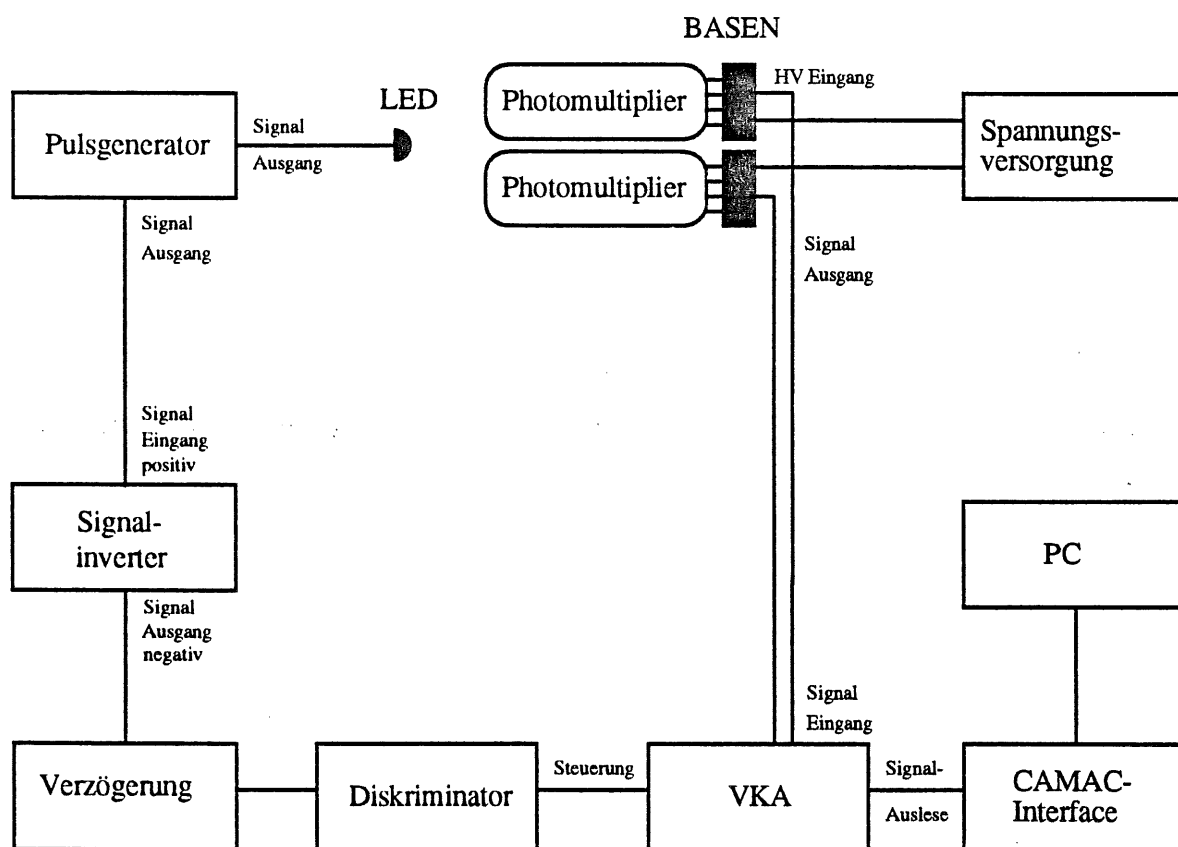 BASEN
HV Eingang
LED
Photomultiplier
Pulsgenerator
Signal
Ausgang
Spannungs-
versorgung
Photomultiplier
Signal
Ausgang
Signal
Ausgang
Signal
Eingang
positiv
Signal-
inverter
PC
Signal
Ausgang
negativ
Signal
Eingang
Verzögerung
Diskriminator
Steuerung
VKA
Signal-
Auslese
CAMAC-
Interface